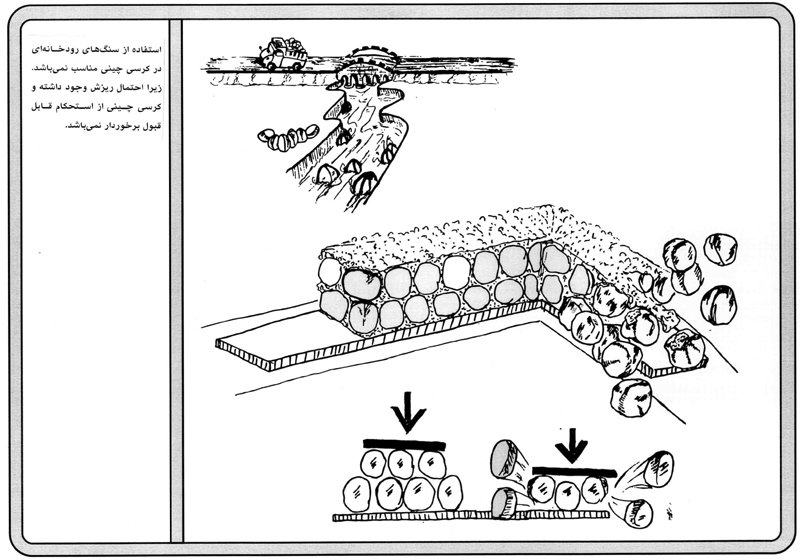 استفاده از سنگ‌های رودخانه‌ای
در کرسی چینی مناسب نمی‌باشد.
زیرا احتمال ریزش وجود داشته و
کرسی چینی از استحکام قابل
قبول برخوردار نمی‌باشد.